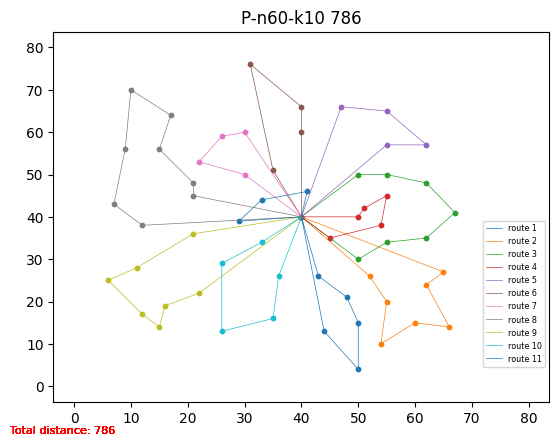 P-n60-k10 786
80
70
60
50
40
30
20
10
0
0 10 20 30 40 50 60 70 80
route 1
route 2
route 3
route 4
route 5
route 6
route 7
route 8
route 9
route 10
route 11
Total distance: 786